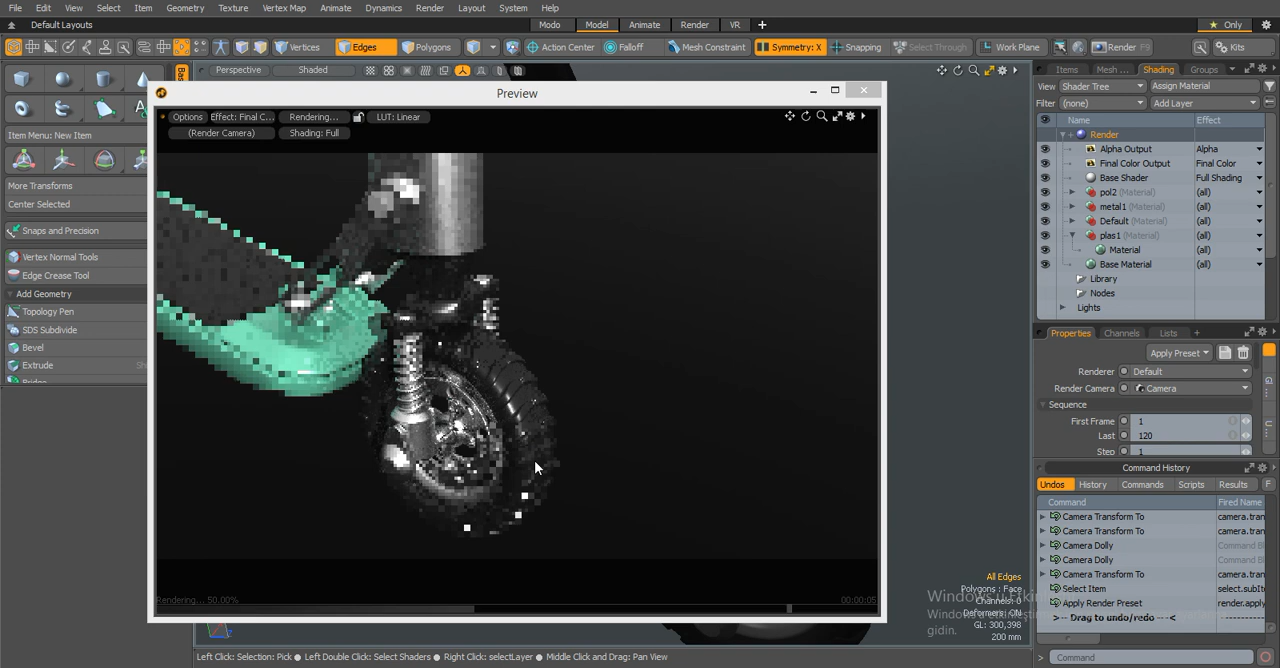 File Edit View Select Item Geometry Texture Vertex Map Animate Dynamics Render Layout System Help
Default Layouts Modo Model Animate Render VR + Only
Vertices Edges Polygons Action Center Falloff Mesh Constraint Symmetry: X Snapping Select Through Work Plane Render F9 Kits
Perspective Shaded
Items Mesh ... Shading Groups
View Shader Tree Assign Material
Filter (none) Add Layer
Name Effect
Render
Alpha Output Alpha
Final Color Output Final Color
Base Shader Full Shading
pol2 (Material) (all)
metal1 (Material) (all)
Default (Material) (all)
plas1 (Material) (all)
Material (all)
Base Material (all)
Library
Nodes
Lights
Item Menu: New Item
More Transforms
Center Selected
Snaps and Precision
Vertex Normal Tools
Edge Crease Tool
Add Geometry
Topology Pen
SDS Subdivide
Bevel
Extrude
Preview
Options Effect: Final C... Rendering... LUT: Linear
(Render Camera) Shading: Full
Rendering... 50.00% 00:00:05
Properties Channels Lists +
Apply Preset
Renderer Default
Render Camera Camera
Sequence
First Frame 1
Last 120
Step 1
Command History
Undos History Commands Scripts Results F
Command Fired Name
Camera Transform To camera.tran
Camera Transform To camera.tran
Camera Dolly Command Bl
Camera Dolly Command Bl
Camera Transform To camera.tran
Select Item select.subIte
Apply Render Preset render.apply
>-- Drag to undo/redo ---<
> Command
All Edges
Polygons : Face
Channels: 0
Deformers: ON
GL: 300,398
200 mm
gidin.
Left Click: Selection: Pick ● Left Double Click: Select Shaders ● Right Click: selectLayer ● Middle Click and Drag: Pan View